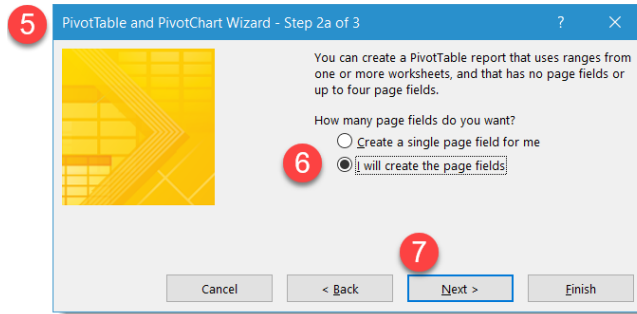 5
PivotTable and PivotChart Wizard - Step 2a of 3 ? ×
You can create a PivotTable report that uses ranges from
one or more worksheets, and that has no page fields or
up to four page fields.
How many page fields do you want?
Create a single page field for me
6 I will create the page fields
7
Cancel < Back Next > Finish